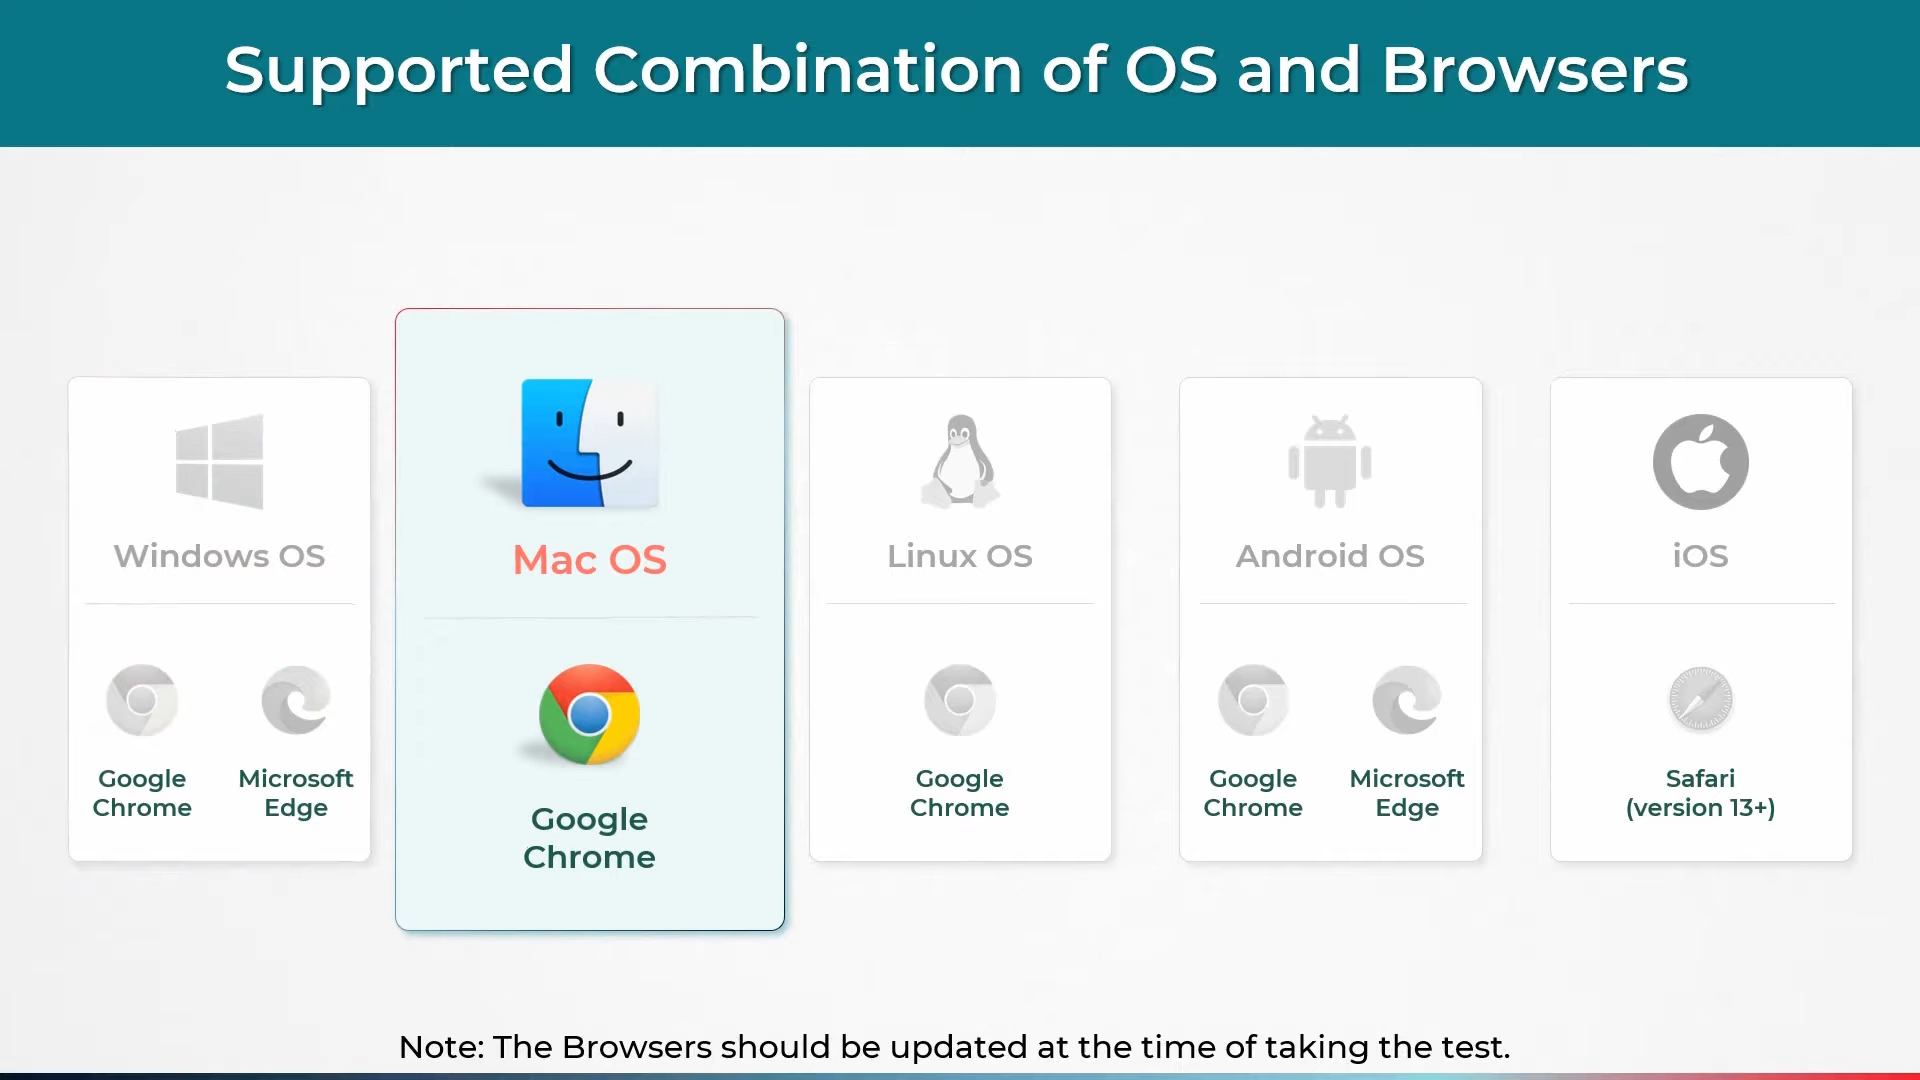 Supported Combination of OS and Browsers
Windows OS
Google
Chrome
Microsoft
Edge
Mac OS
Google
Chrome
Linux OS
Google
Chrome
Android OS
Google
Chrome
Microsoft
Edge
iOS
Safari
(version 13+)
Note: The Browsers should be updated at the time of taking the test.